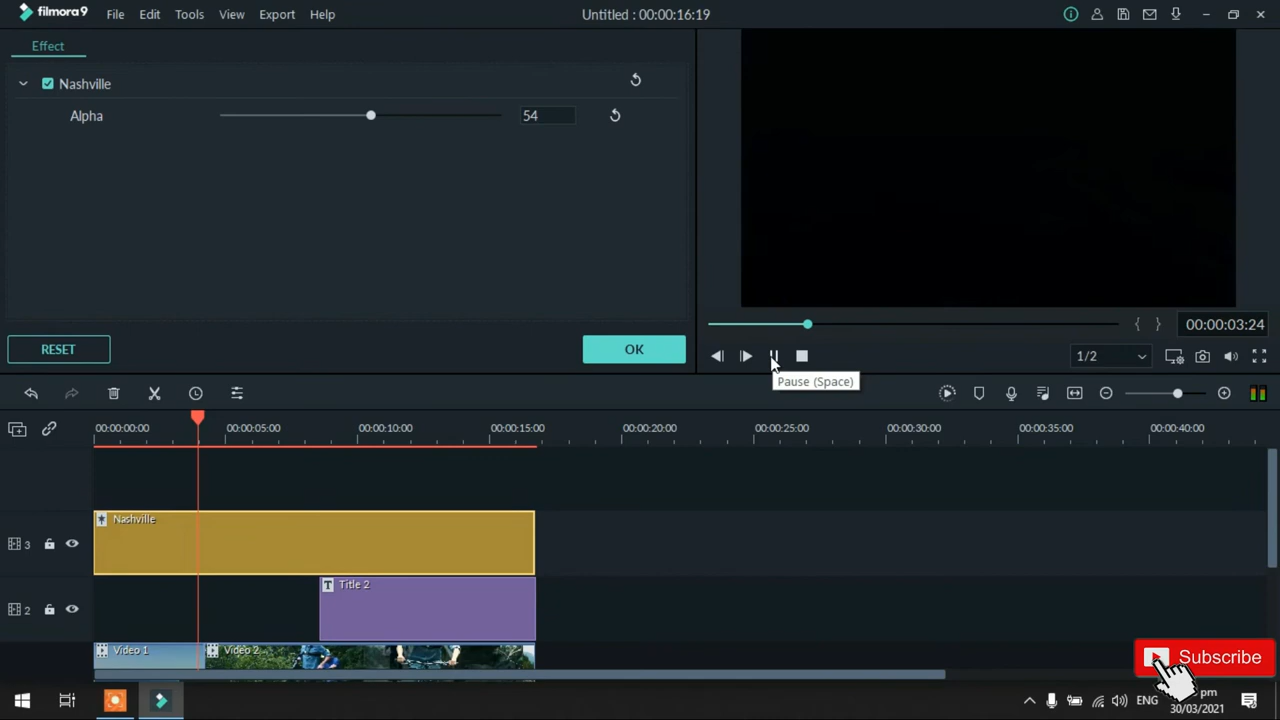 filmora9 File Edit Tools View Export Help Untitled : 00:00:16:19
Effect
Nashville
Alpha 54
RESET OK
00:00:03:24
1/2
Pause (Space)
00:00:00:00 00:00:05:00 00:00:10:00 00:00:15:00 00:00:20:00 00:00:25:00 00:00:30:00 00:00:35:00 00:00:40:00
Nashville
3
T Title 2
2
Video 1 Video 2
Subscribe
ENG pm
30/03/2021